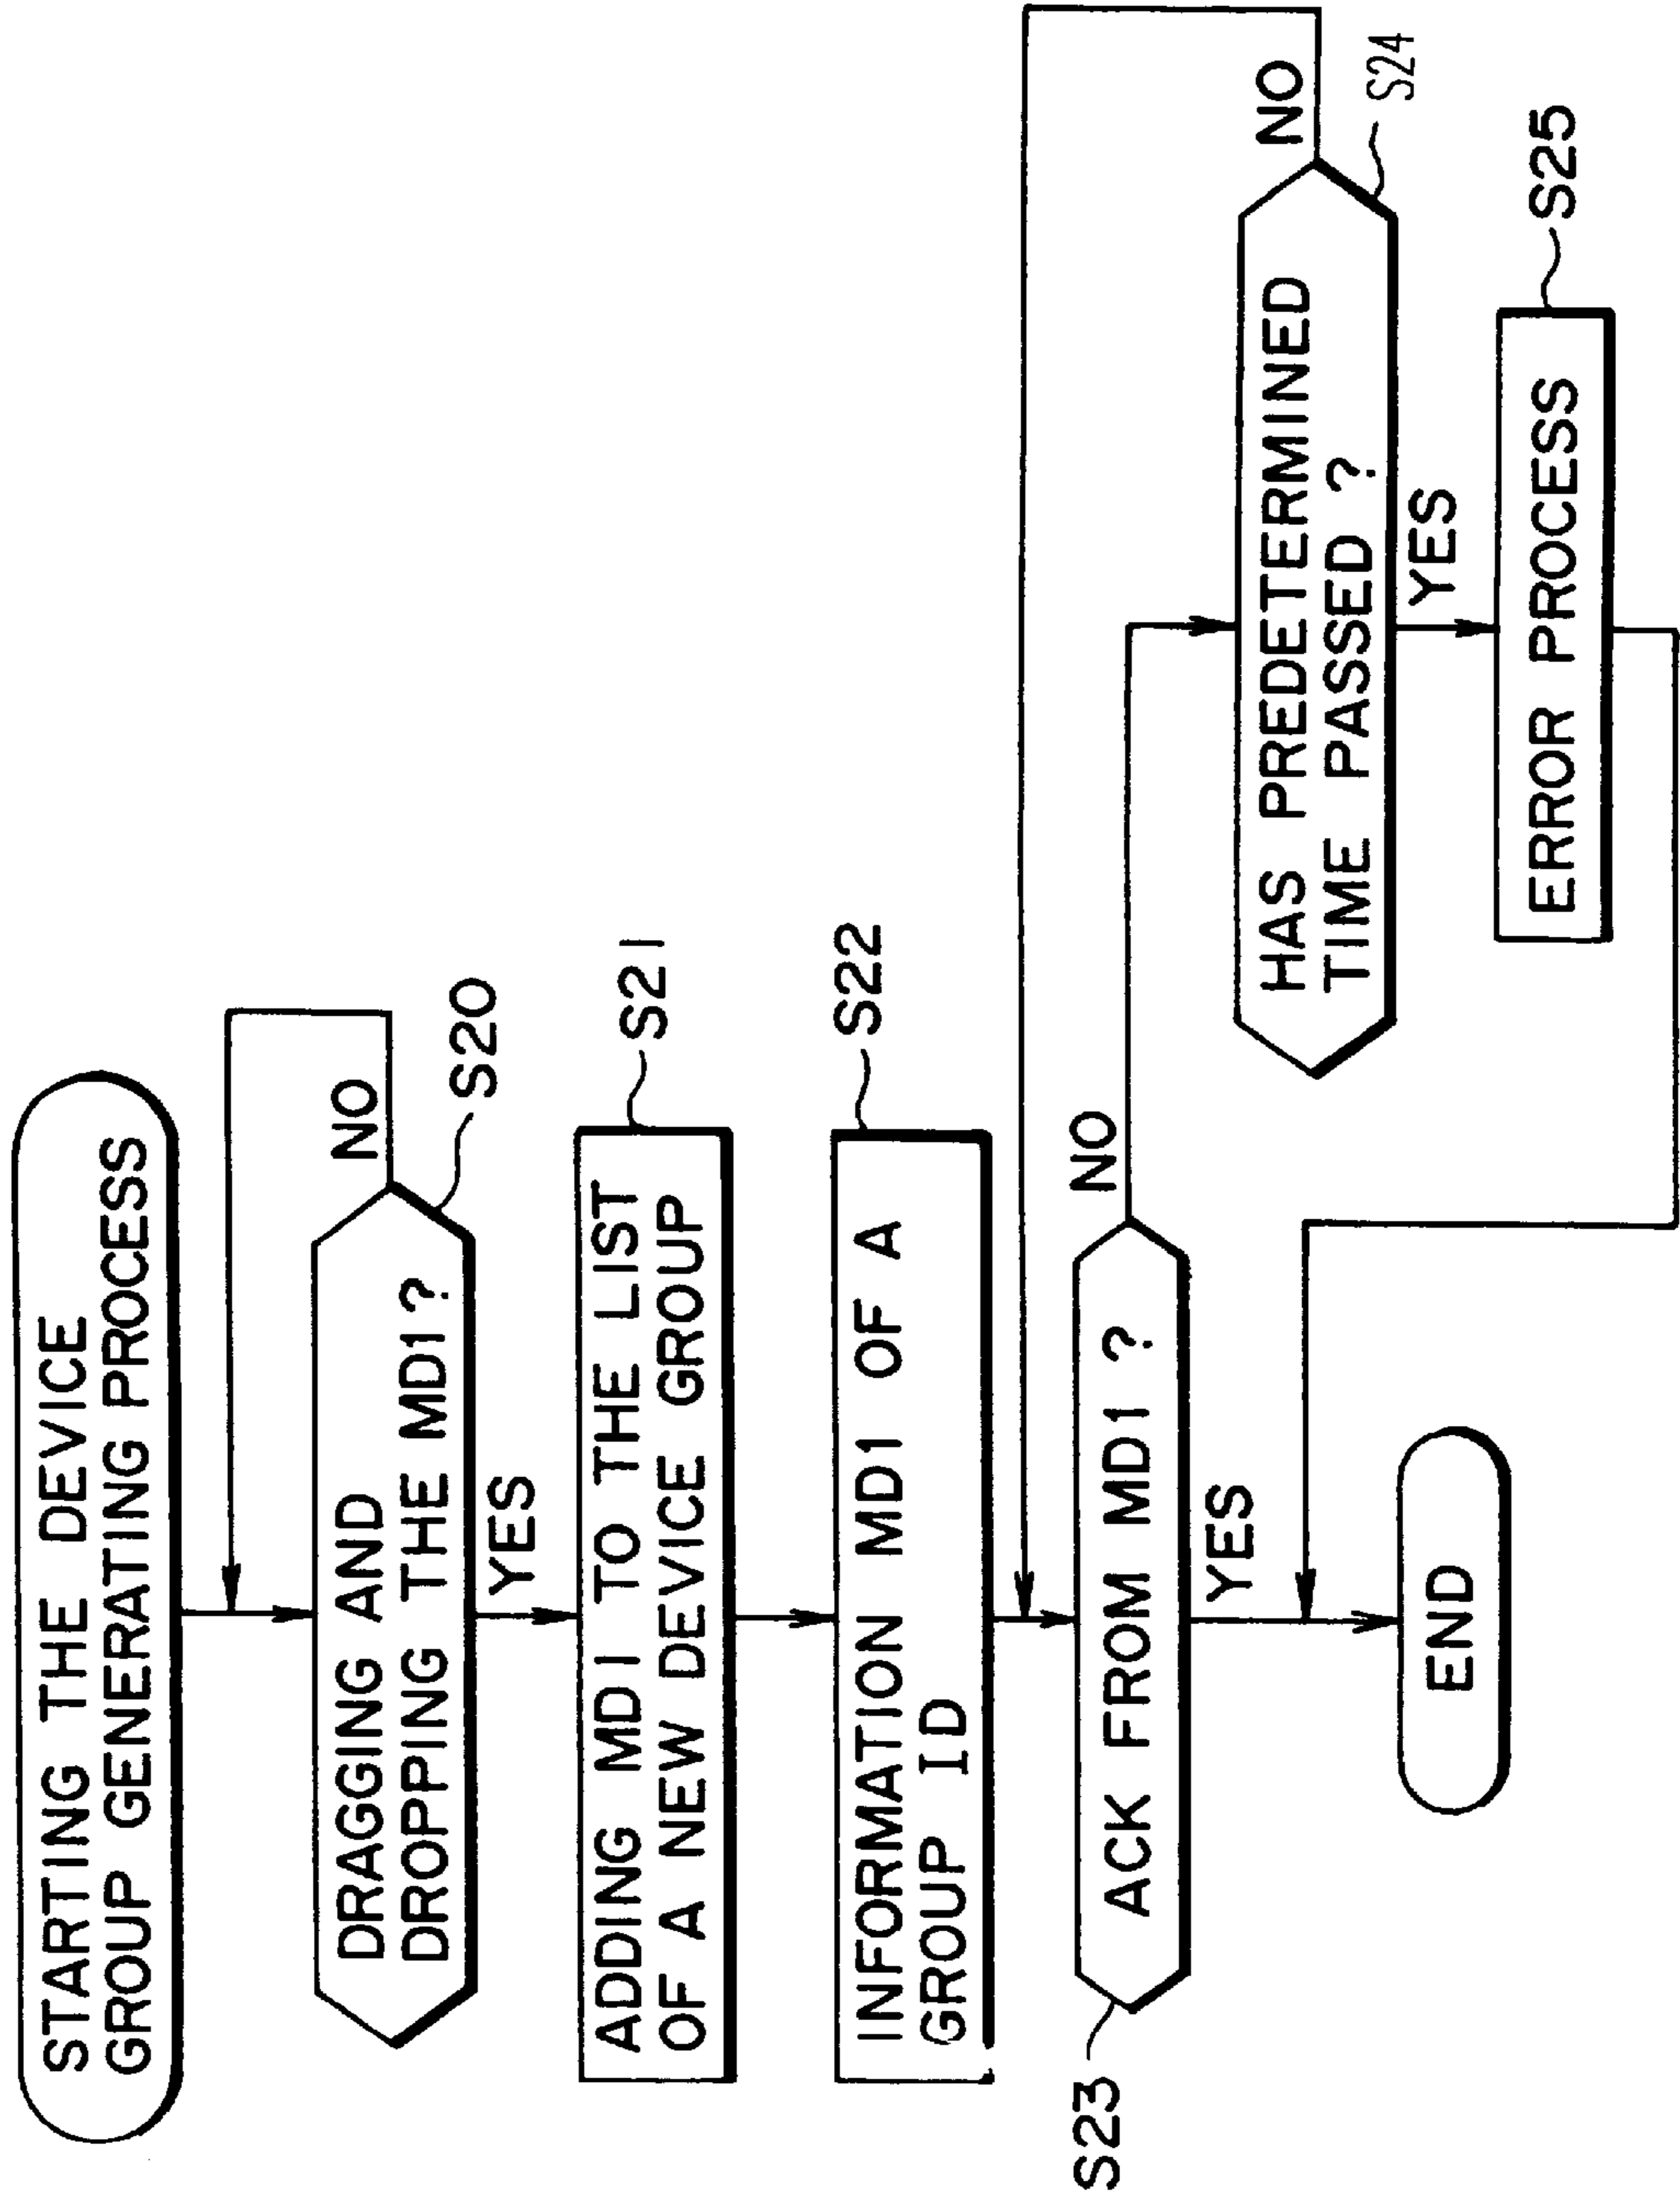 STARTING THE DEVICE
GROUP GENERATING PROCESS
NO
DRAGGING AND
DROPPING THE MD1 ?
S20
YES
ADDING MD1 TO THE LIST
OF A NEW DEVICE GROUP
S21
INFORMATION MD1 OF A
GROUP ID
S22
S23
ACK FROM MD1 ?
NO
YES
HAS PREDETERMINED
TIME PASSED ?
NO
S24
YES
ERROR PROCESS
S25
END